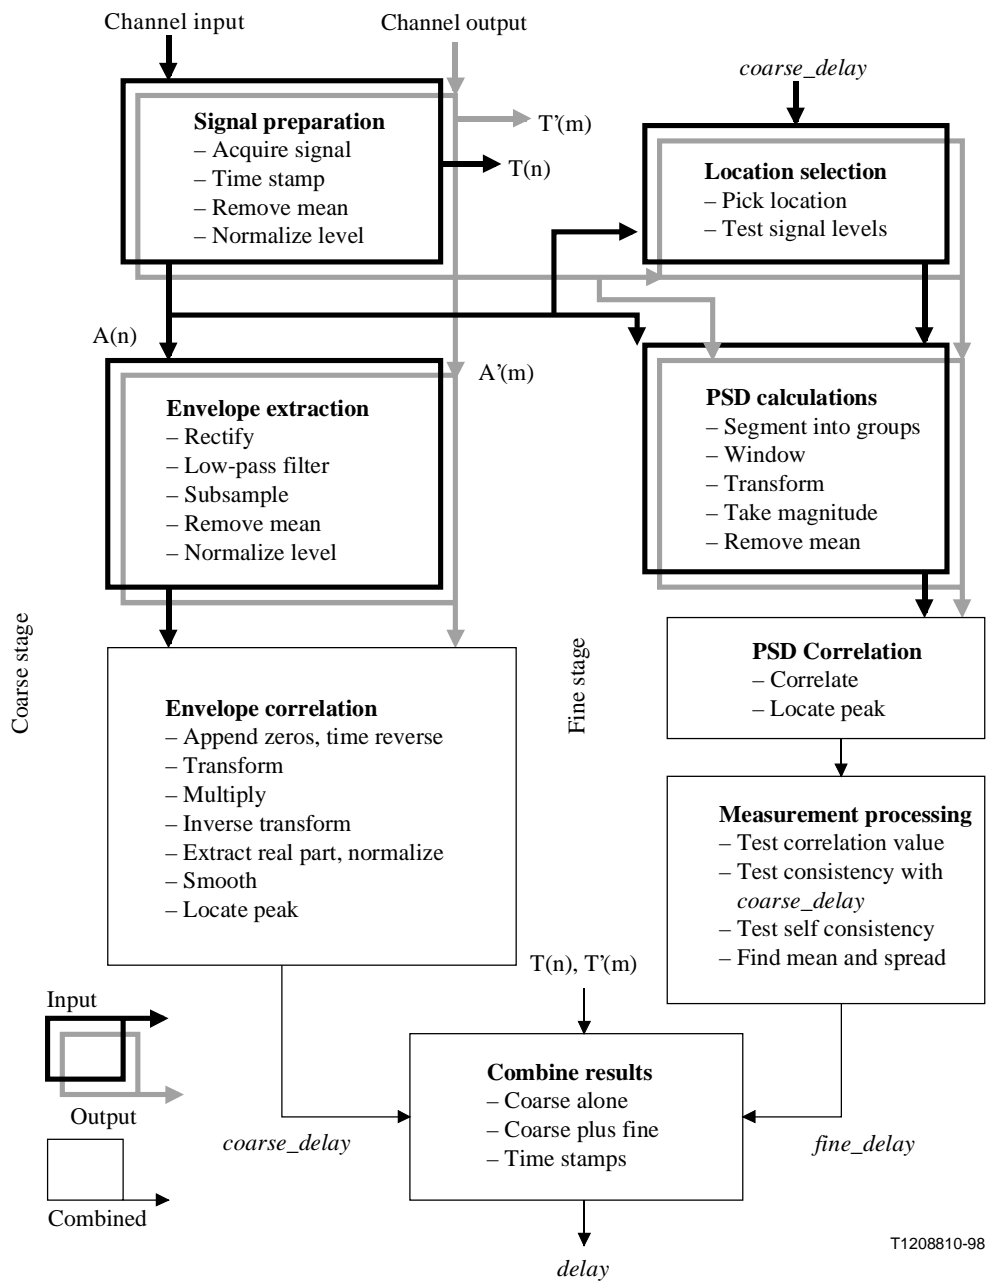 Channel input
Channel output
coarse_delay
Signal preparation
– Acquire signal
– Time stamp
– Remove mean
– Normalize level
T'(m)
T(n)
Location selection
– Pick location
– Test signal levels
A(n)
A'(m)
Envelope extraction
– Rectify
– Low-pass filter
– Subsample
– Remove mean
– Normalize level
PSD calculations
– Segment into groups
– Window
– Transform
– Take magnitude
– Remove mean
Coarse stage
Fine stage
Envelope correlation
– Append zeros, time reverse
– Transform
– Multiply
– Inverse transform
– Extract real part, normalize
– Smooth
– Locate peak
PSD Correlation
– Correlate
– Locate peak
Measurement processing
– Test correlation value
– Test consistency with
coarse_delay
– Test self consistency
– Find mean and spread
T(n), T'(m)
Input
Output
Combined
Combine results
– Coarse alone
– Coarse plus fine
– Time stamps
coarse_delay
fine_delay
delay
T1208810-98